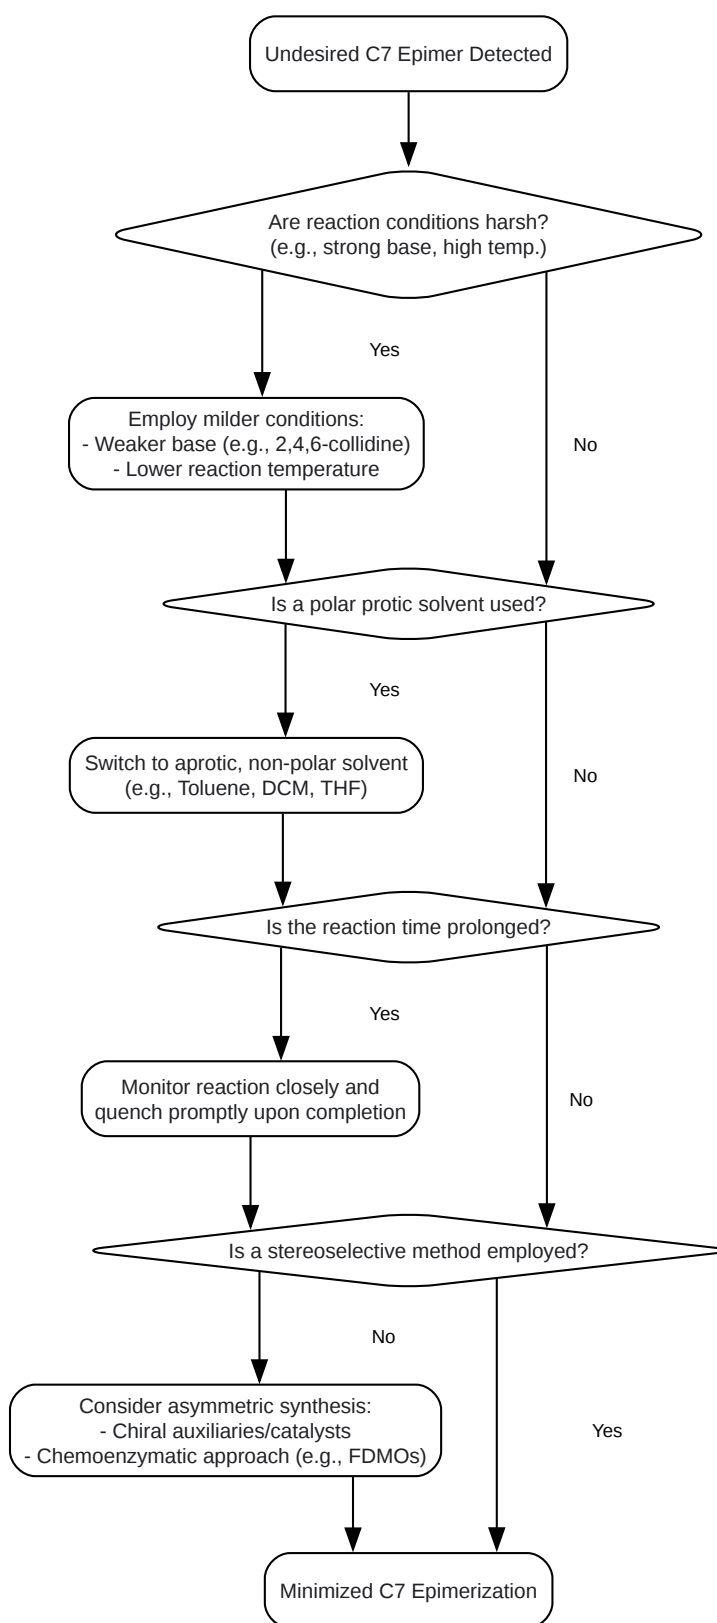 Undesired C7 Epimer Detected
Are reaction conditions harsh?
(e.g., strong base, high temp.)
Yes
Employ milder conditions:
- Weaker base (e.g., 2,4,6-collidine)
- Lower reaction temperature
No
Is a polar protic solvent used?
Yes
Switch to aprotic, non-polar solvent
(e.g., Toluene, DCM, THF)
No
Is the reaction time prolonged?
Yes
Monitor reaction closely and
quench promptly upon completion
No
Is a stereoselective method employed?
No
Consider asymmetric synthesis:
- Chiral auxiliaries/catalysts
- Chemoenzymatic approach (e.g., FDMOs)
Yes
Minimized C7 Epimerization